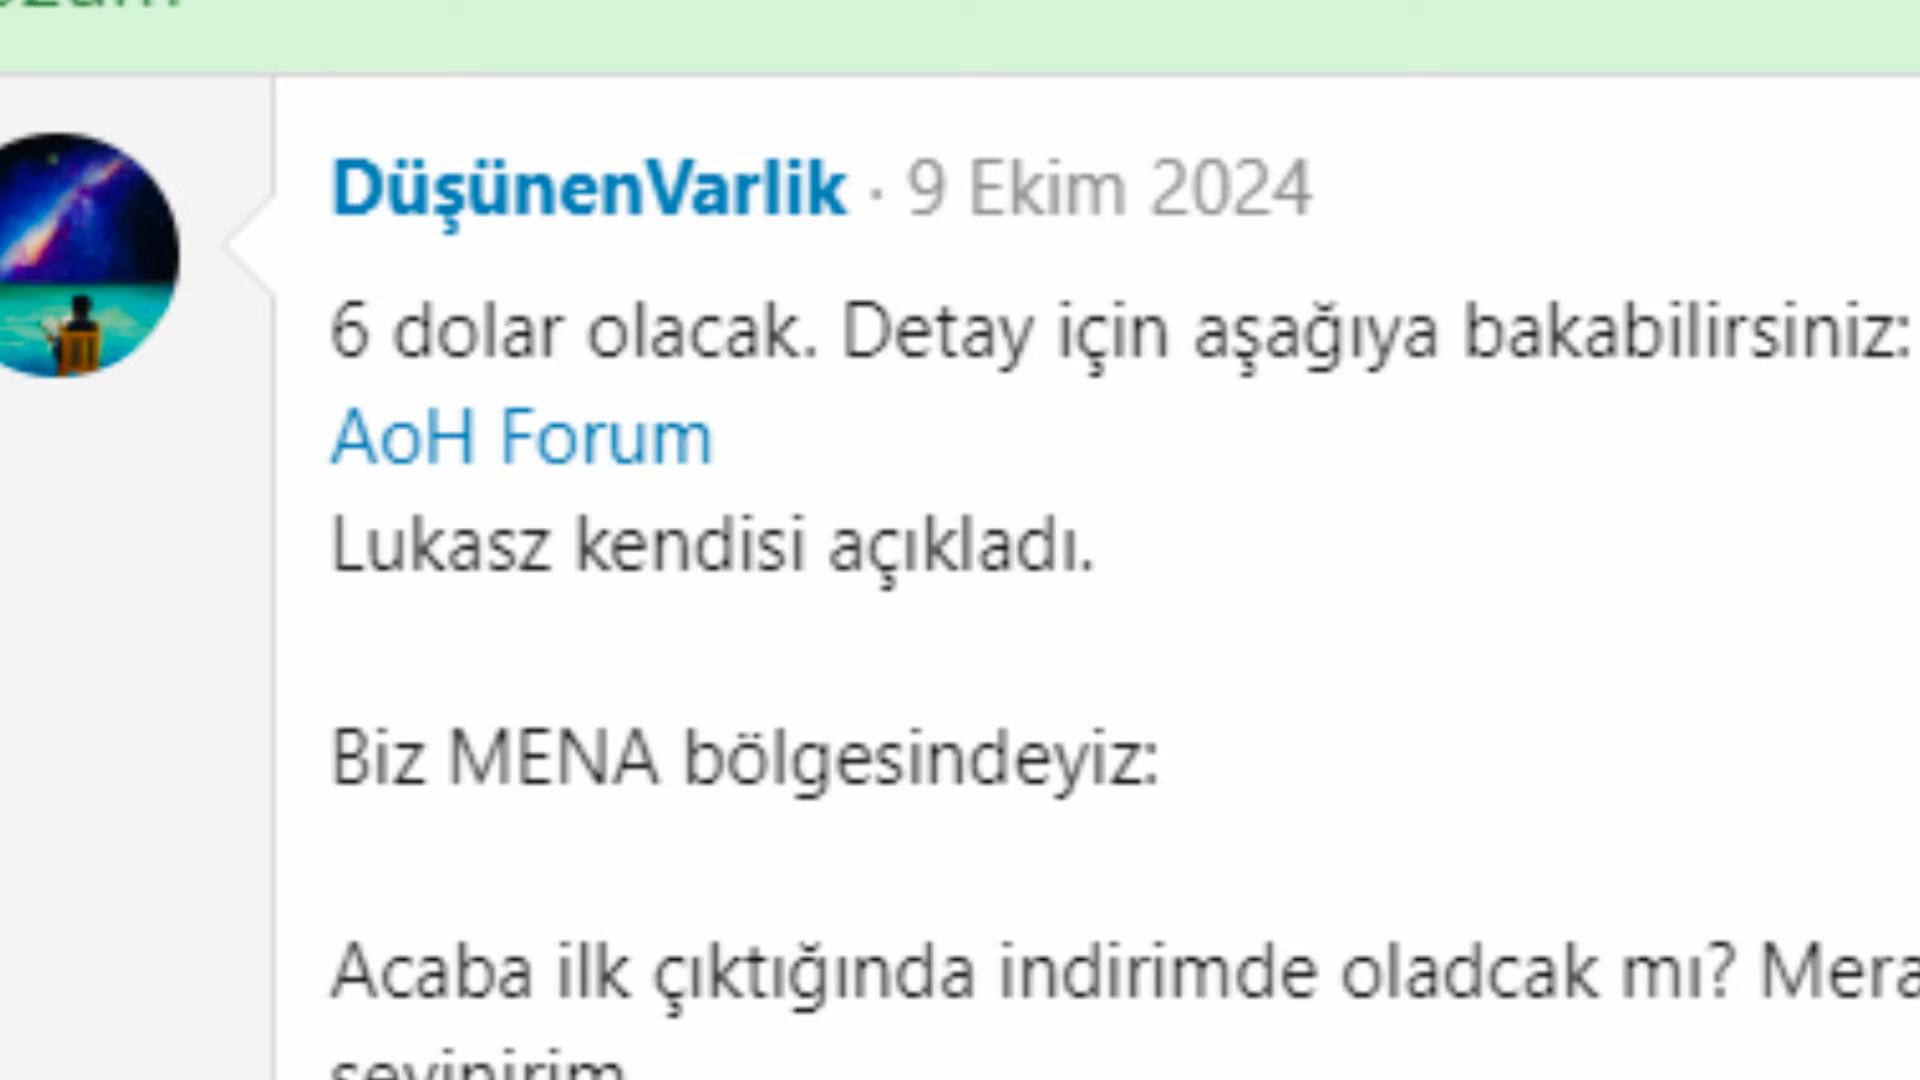 DüşünenVarlik · 9 Ekim 2024
6 dolar olacak. Detay için aşağıya bakabilirsiniz:
AoH Forum
Lukasz kendisi açıkladı.
Biz MENA bölgesindeyiz:
Acaba ilk çıktığında indirimde oladcak mı?